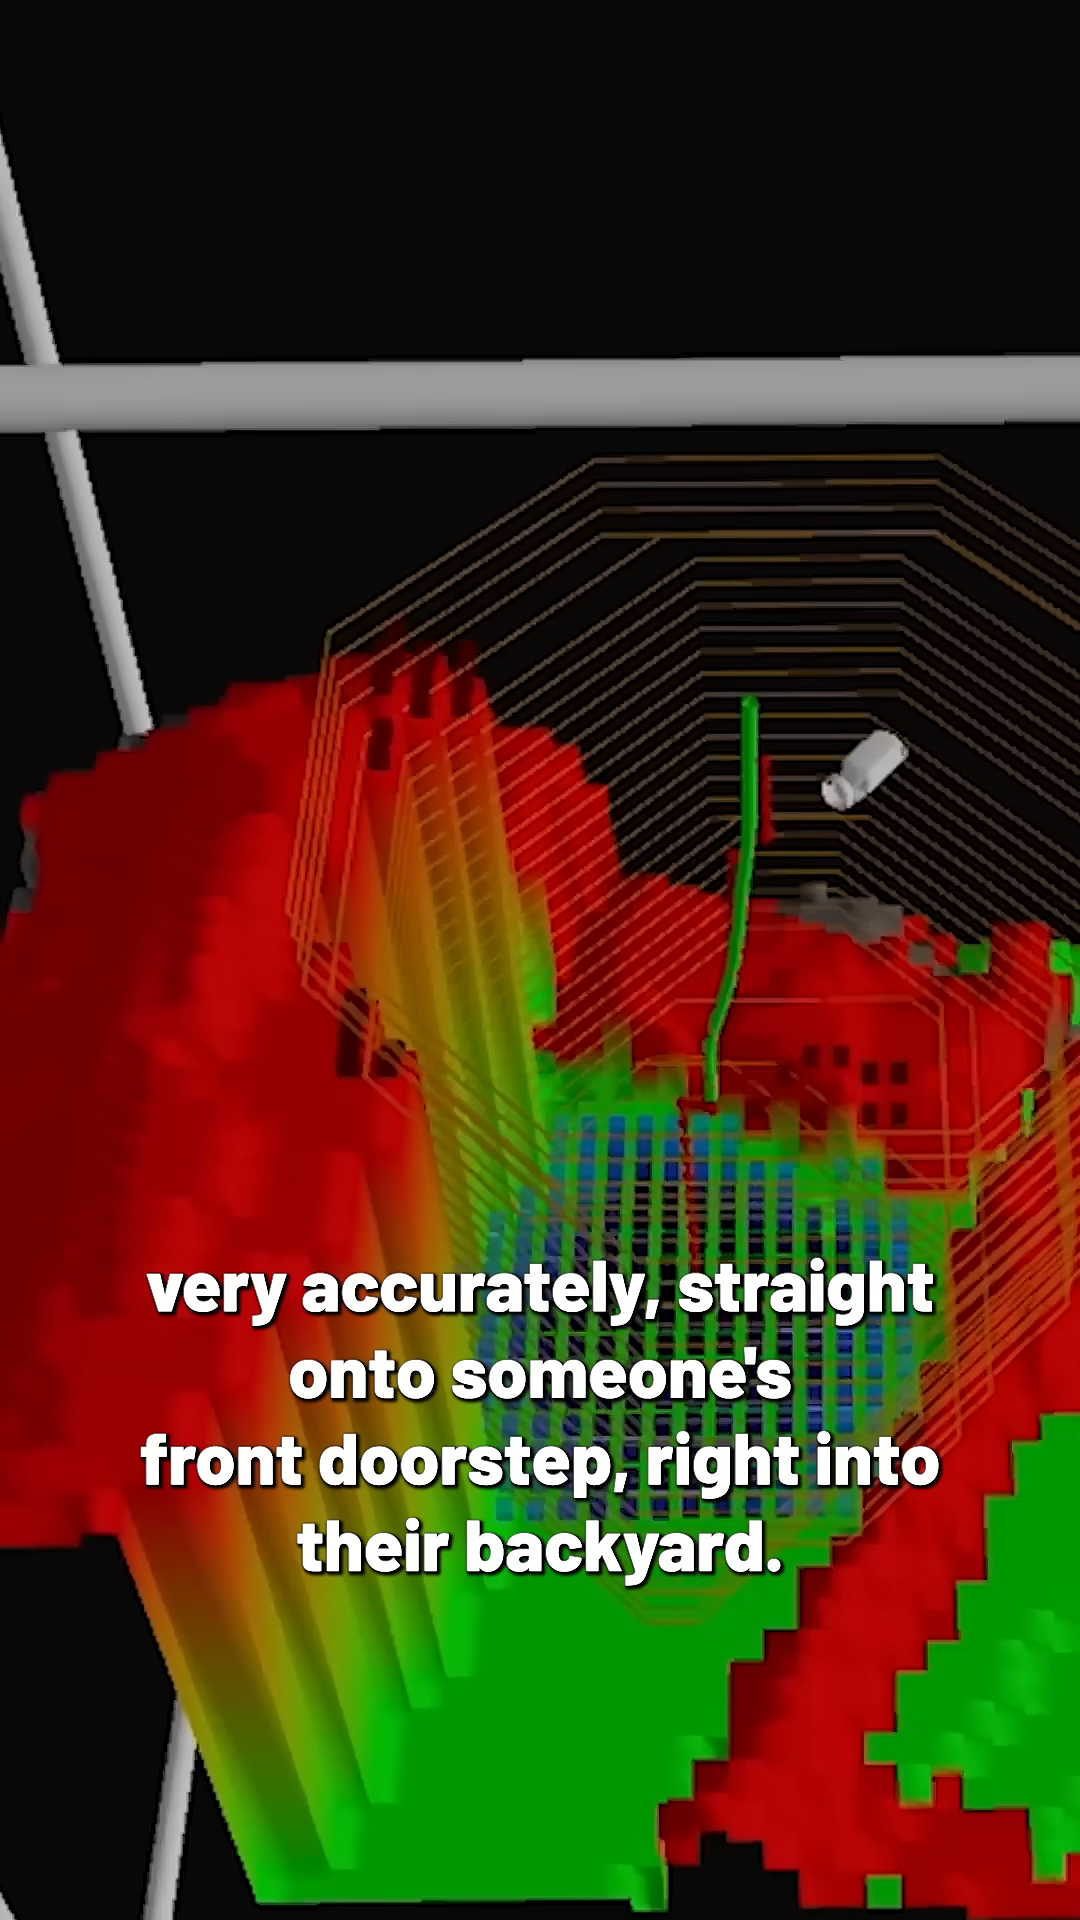 very accurately, straight
onto someone's
front doorstep, right into
their backyard.